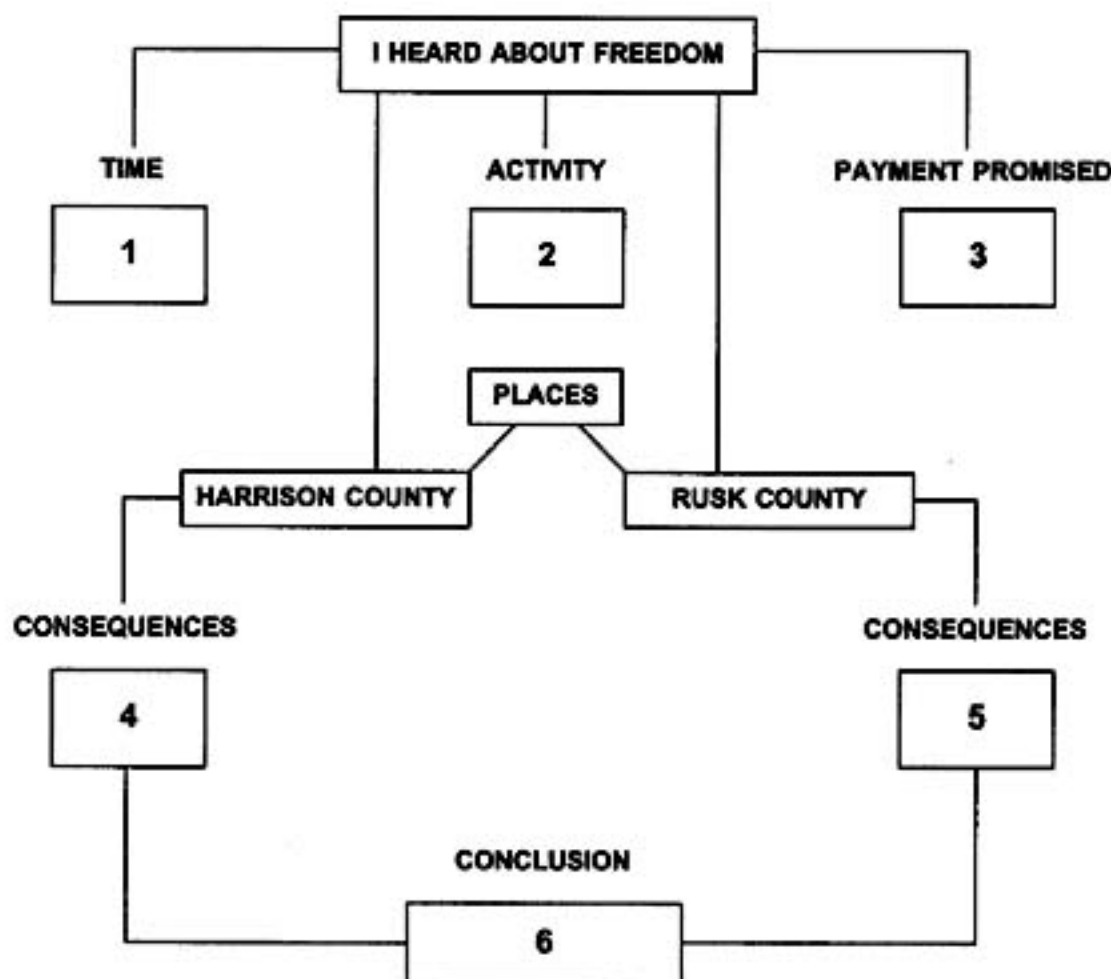 I HEARD ABOUT FREEDOM
TIME
ACTIVITY
PAYMENT PROMISED
1
2
3
PLACES
HARRISON COUNTY
RUSK COUNTY
CONSEQUENCES
CONSEQUENCES
4
5
CONCLUSION
6